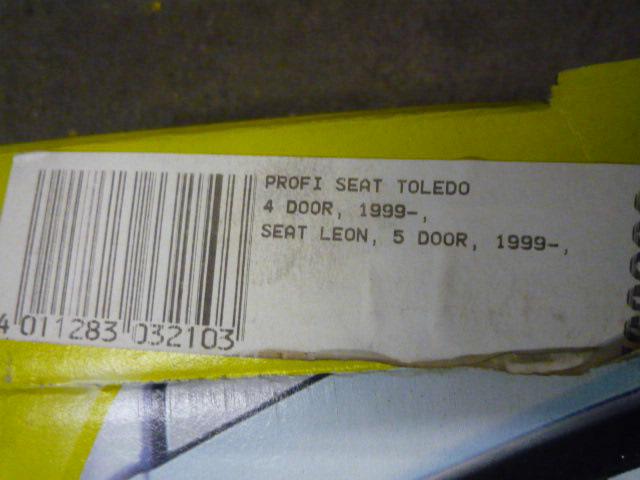 PROFI SEAT TOLEDO
4 DOOR, 1999-,
SEAT LEON, 5 DOOR, 1999-,
4 011283 032103